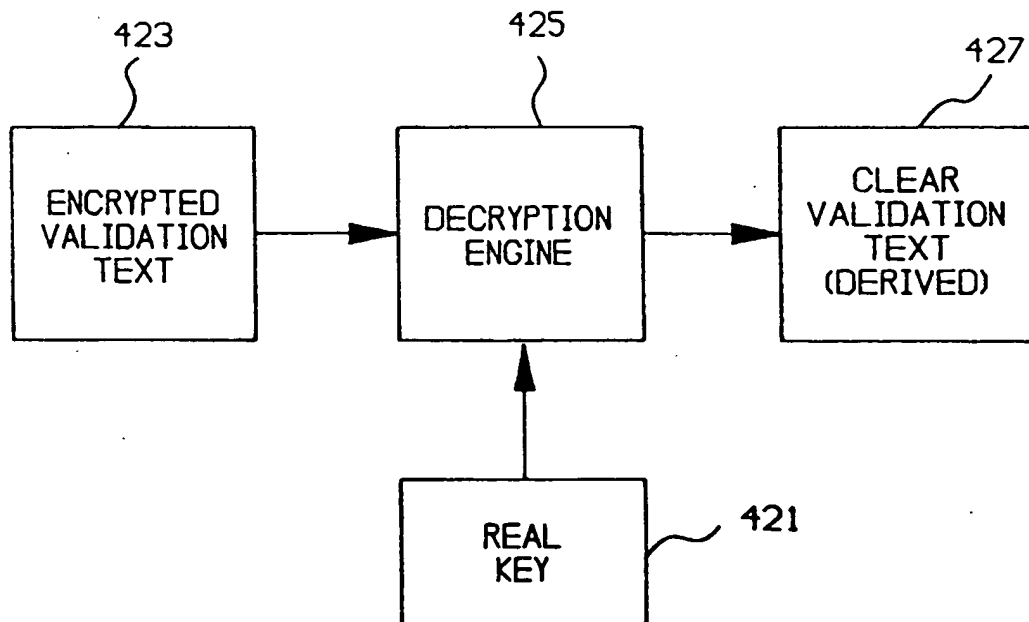 423
425
427
ENCRYPTED
VALIDATION
TEXT
DECRYPTION
ENGINE
CLEAR
VALIDATION
TEXT
(DERIVED)
REAL
KEY
421